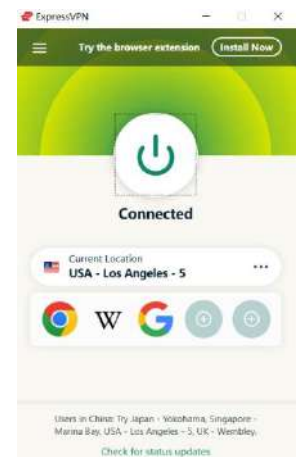 ExpressVPN
Try the browser extension
Install Now
Connected
Current Location
USA - Los Angeles - 5
W
G
Users in China: Try Japan - Yokohama, Singapore -
Marina Bay, USA - Los Angeles - 5, UK - Wembley.
Check for status updates